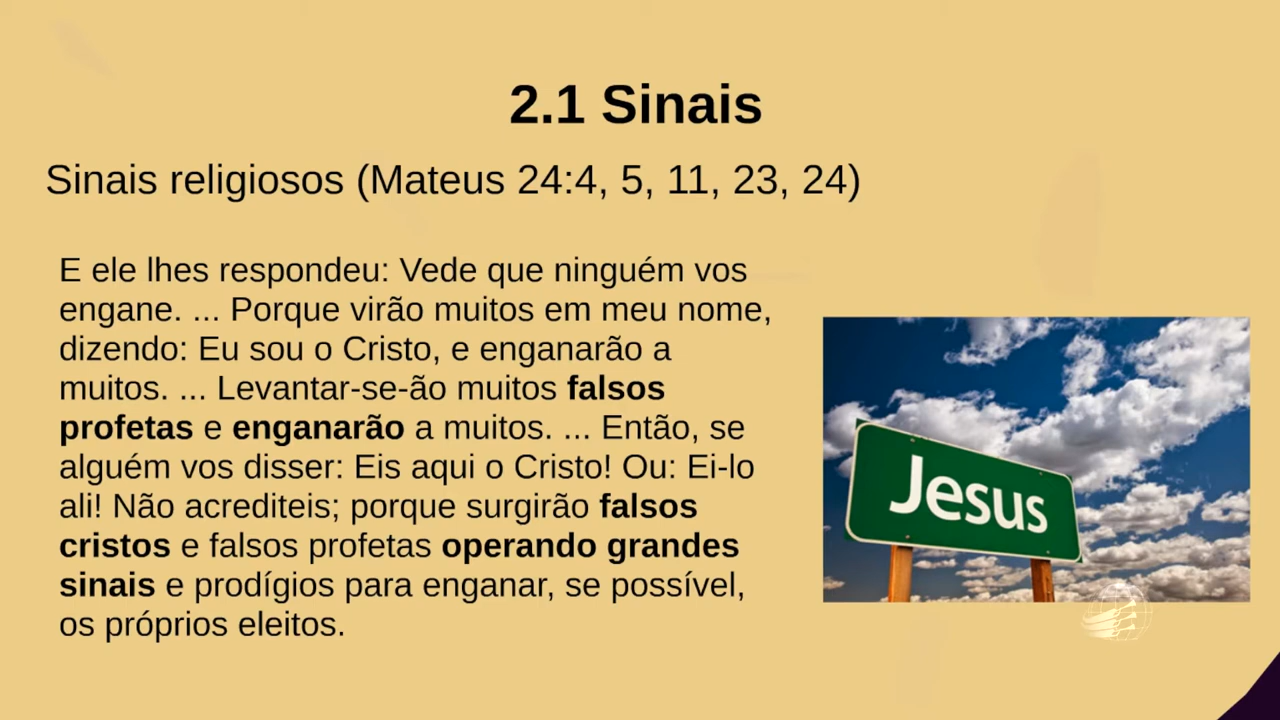 2.1 Sinais
Sinais religiosos (Mateus 24:4, 5, 11, 23, 24)
E ele lhes respondeu: Vede que ninguém vos
engane. ... Porque virão muitos em meu nome,
dizendo: Eu sou o Cristo, e enganarão a
muitos. ... Levantar-se-ão muitos falsos
profetas e enganarão a muitos. ... Então, se
alguém vos disser: Eis aqui o Cristo! Ou: Ei-lo
ali! Não acrediteis; porque surgirão falsos
cristos e falsos profetas operando grandes
sinais e prodígios para enganar, se possível,
os próprios eleitos.
Jesus